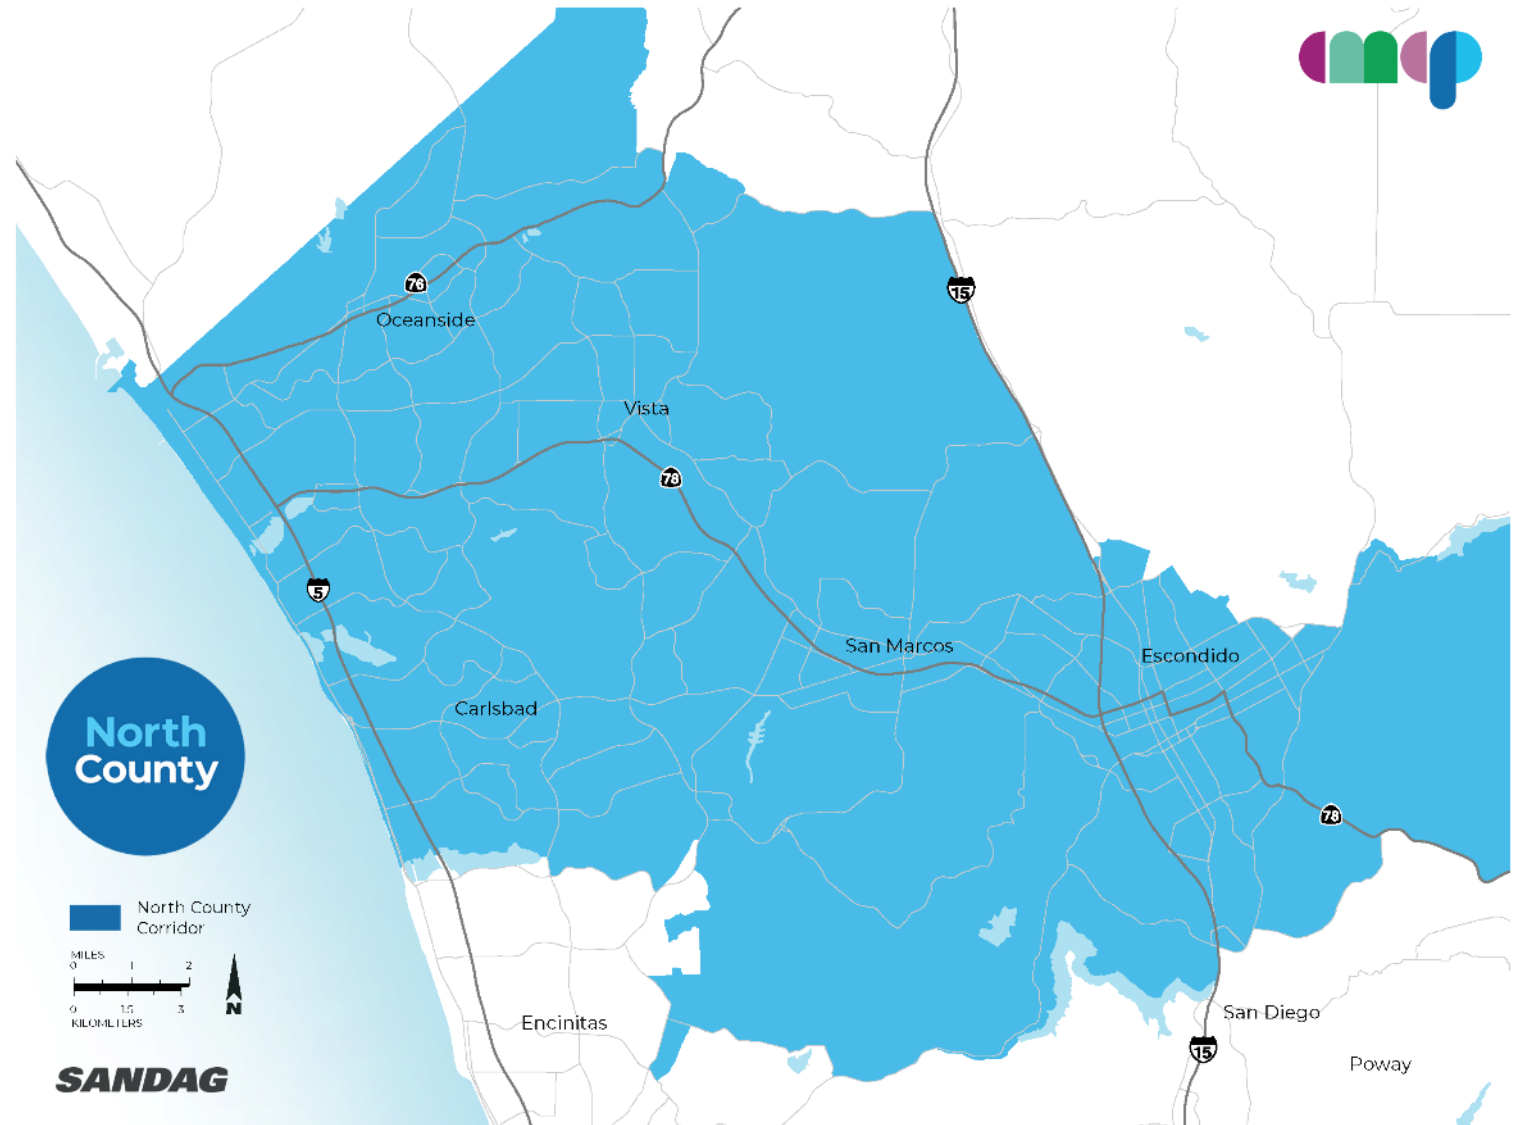 cmcp
76
Oceanside
15
Vista
78
5
San Marcos
Escondido
Carlsbad
North
County
78
North County
Corridor
MILES
0 1 2
0 1.5 3
KILOMETERS
N
SANDAG
Encinitas
San Diego
15
Poway